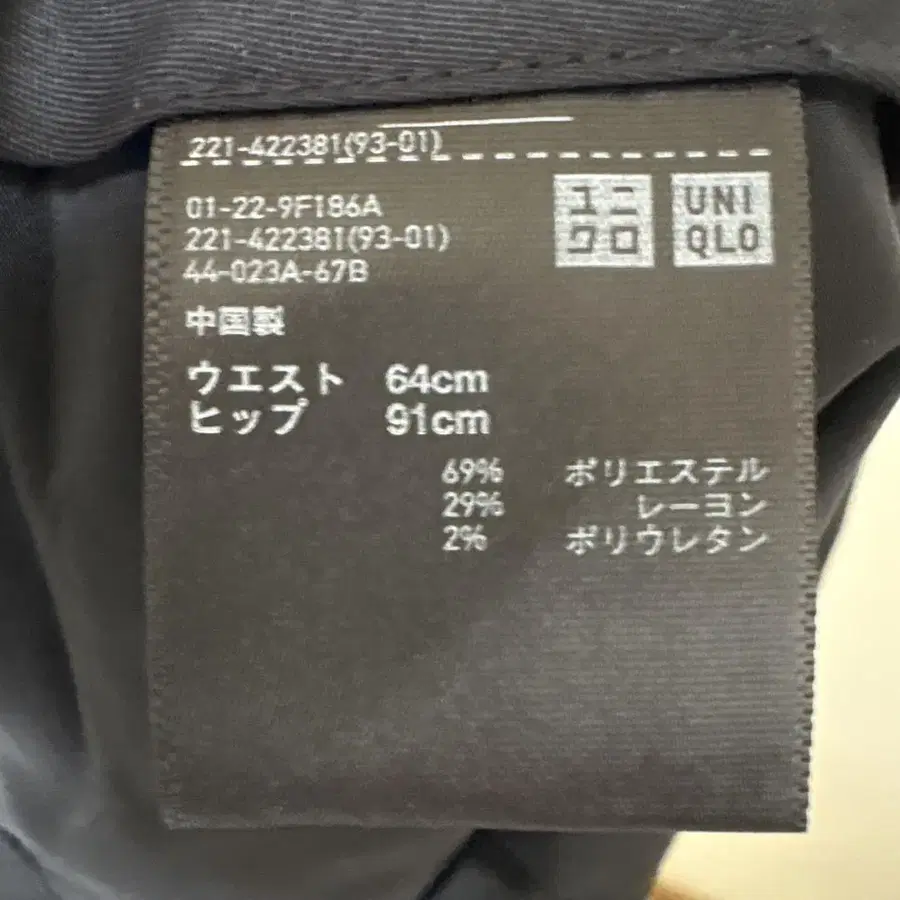 221-422381(93-01)
01-22-9F186A
221-422381(93-01)
44-023A-67B
ユニ
クロ
UNI
QLO
中国製
ウエスト 64cm
ヒップ 91cm
69% ポリエステル
29% レーヨン
2% ポリウレタン